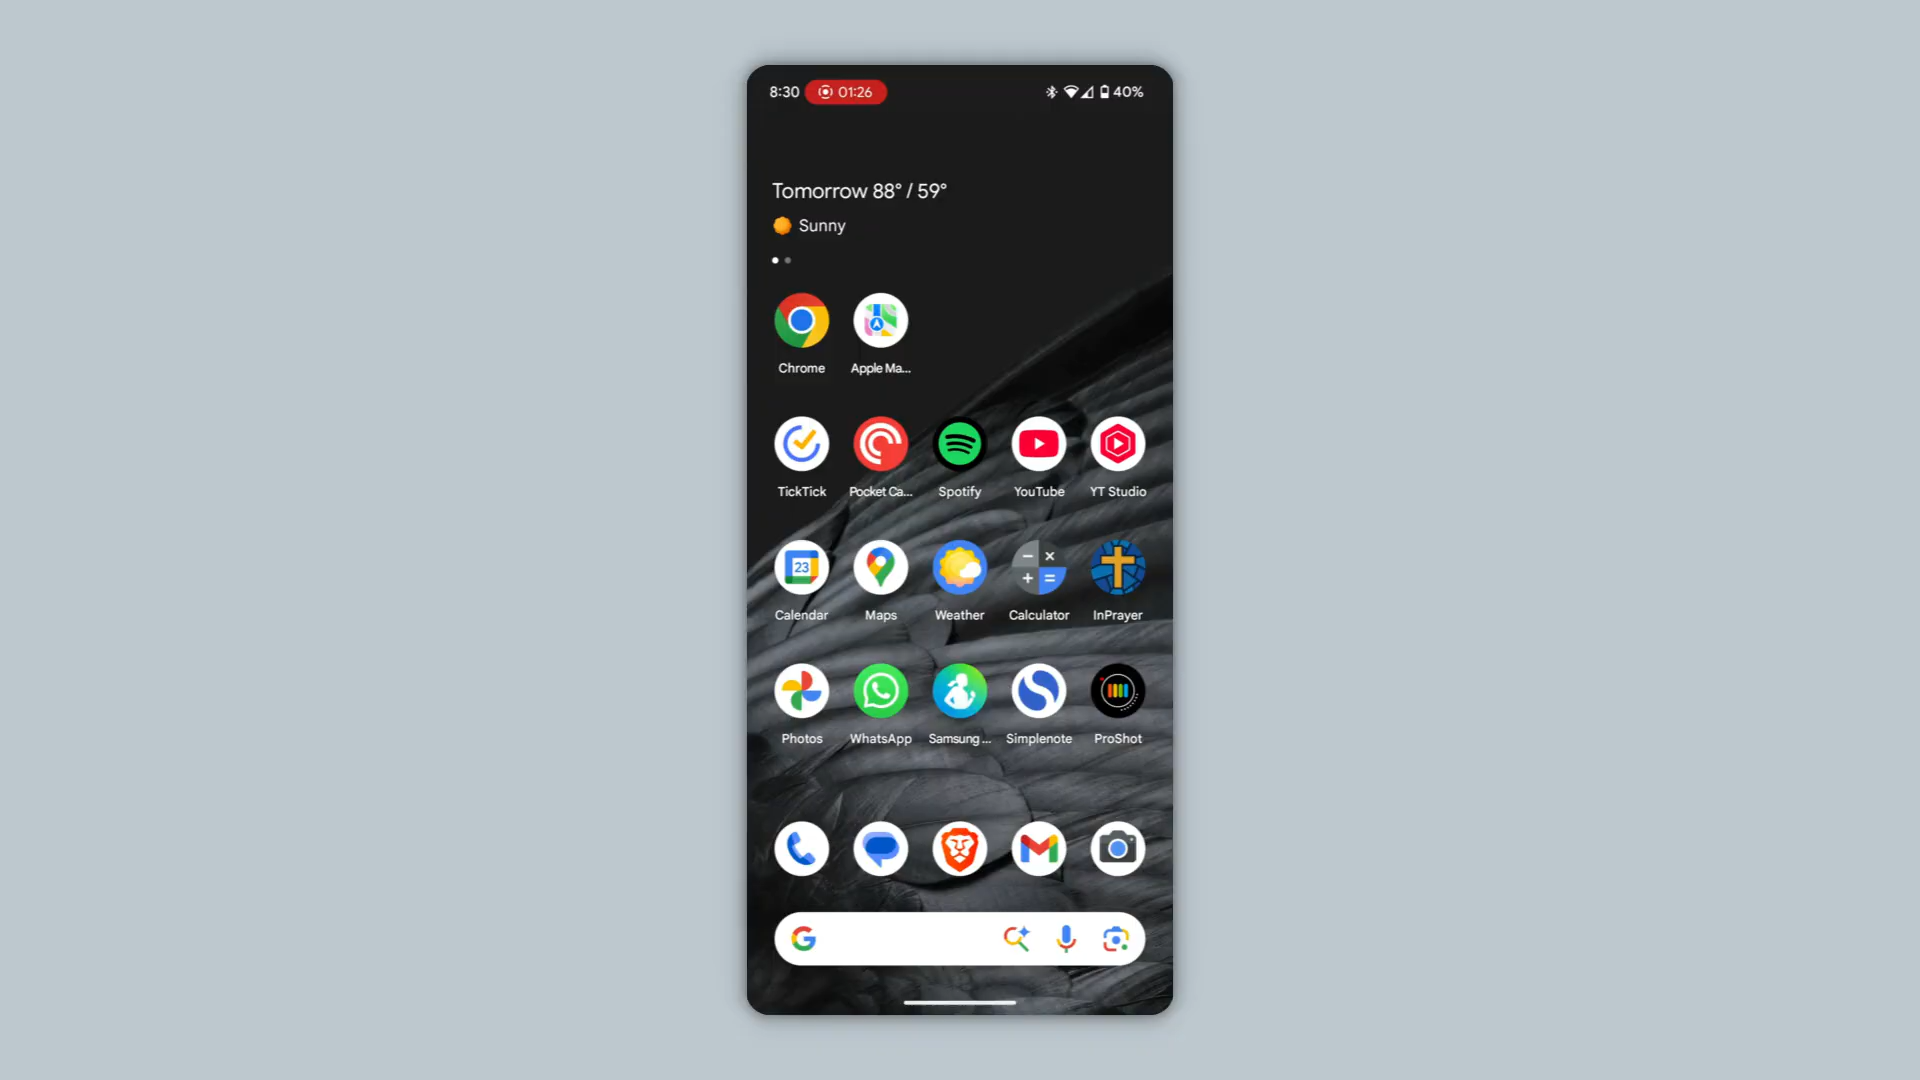 8:30 01:26 40%
Tomorrow 88° / 59°
Sunny
Chrome Apple Ma...
TickTick Pocket Ca... Spotify YouTube YT Studio
23
Calendar Maps Weather Calculator InPrayer
Photos WhatsApp Samsung ... Simplenote ProShot